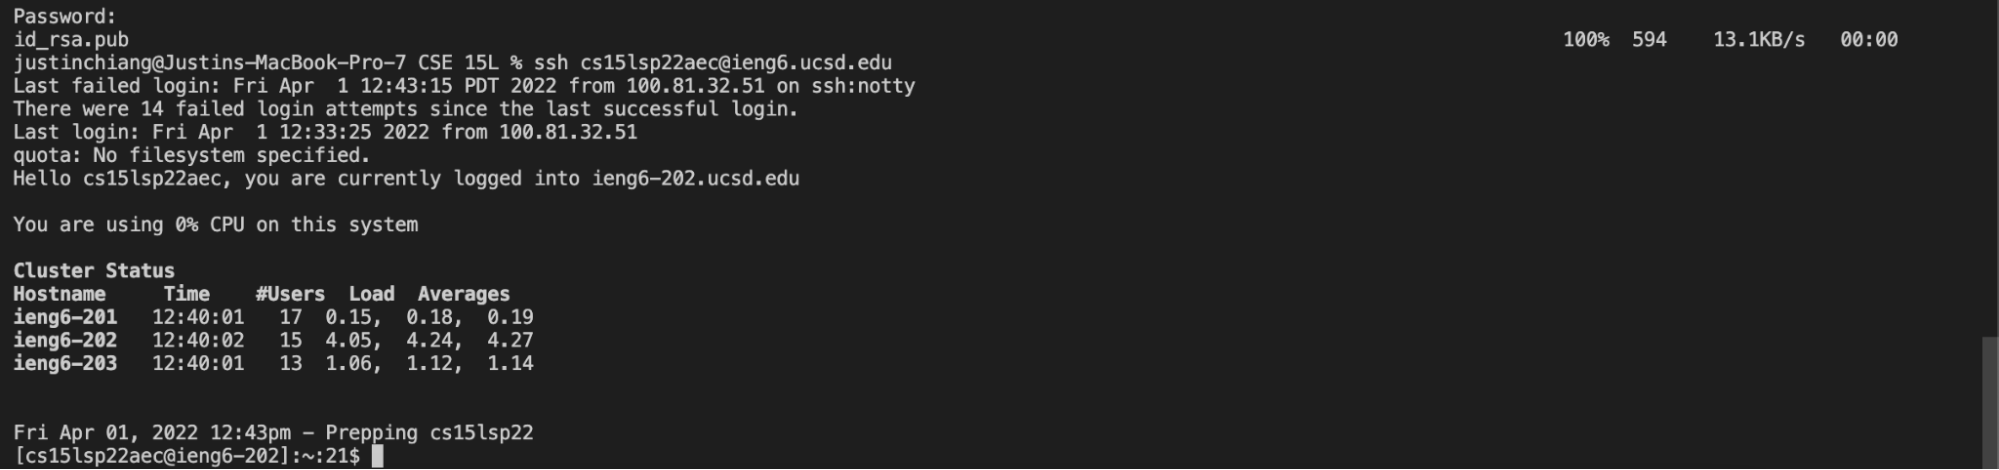 Password:
id_rsa.pub 100% 594 13.1KB/s 00:00
justinchiang@Justins-MacBook-Pro-7 CSE 15L % ssh cs15lsp22aec@ieng6.ucsd.edu
Last failed login: Fri Apr  1 12:43:15 PDT 2022 from 100.81.32.51 on ssh:notty
There were 14 failed login attempts since the last successful login.
Last login: Fri Apr  1 12:33:25 2022 from 100.81.32.51
quota: No filesystem specified.
Hello cs15lsp22aec, you are currently logged into ieng6-202.ucsd.edu
You are using 0% CPU on this system
Cluster Status
Hostname     Time    #Users  Load  Averages
ieng6-201   12:40:01   17  0.15,  0.18,  0.19
ieng6-202   12:40:02   15  4.05,  4.24,  4.27
ieng6-203   12:40:01   13  1.06,  1.12,  1.14
Fri Apr 01, 2022 12:43pm - Prepping cs15lsp22
[cs15lsp22aec@ieng6-202]:~:21$